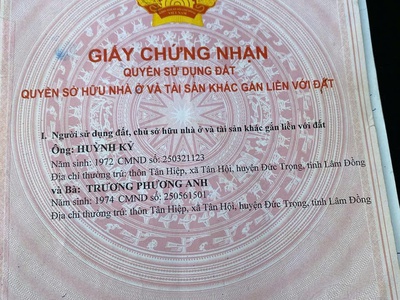 GIẤY CHỨNG NHẬN
QUYỀN SỬ DỤNG ĐẤT
QUYỀN SỞ HỮU NHÀ Ở VÀ TÀI SẢN KHÁC GẮN LIỀN VỚI ĐẤT
I. Người sử dụng đất, chủ sở hữu nhà ở và tài sản khác gắn liền với đất
Ông: HUỲNH KỲ
Năm sinh: 1972 CMND số: 250321123
Địa chỉ thường trú: thôn Tân Hiệp, xã Tân Hội, huyện Đức Trọng, tỉnh Lâm Đồng
và Bà: TRƯƠNG PHƯƠNG ANH
Năm sinh: 1974 CMND số: 250561501
Địa chỉ thường trú: thôn Tân Hiệp, xã Tân Hội, huyện Đức Trọng, tỉnh Lâm Đồng